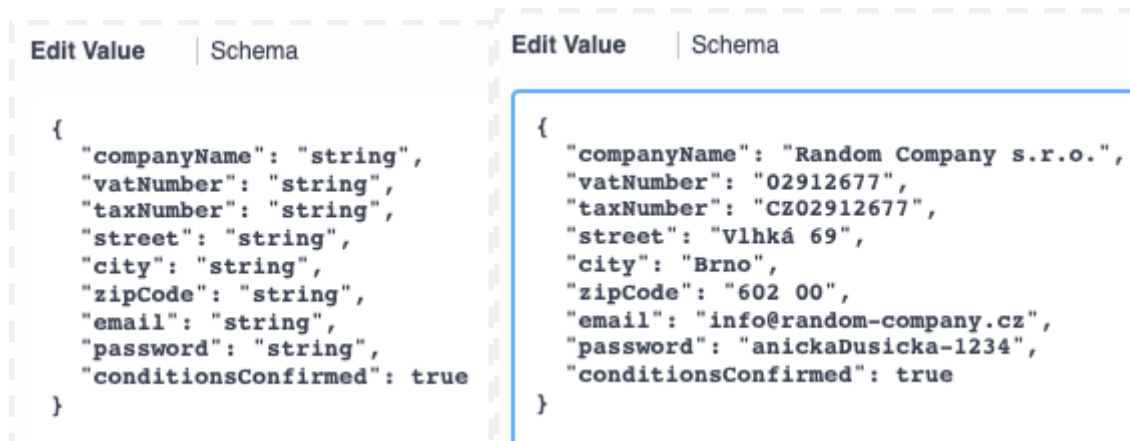 Edit Value
Schema
{
"companyName": "string",
"vatNumber": "string",
"taxNumber": "string",
"street": "string",
"city": "string",
"zipCode": "string",
"email": "string",
"password": "string",
"conditionsConfirmed": true
}
Edit Value
Schema
{
"companyName": "Random Company s.r.o.",
"vatNumber": "02912677",
"taxNumber": "CZ02912677",
"street": "Vlhká 69",
"city": "Brno",
"zipCode": "602 00",
"email": "info@random-company.cz",
"password": "anickaDusicka-1234",
"conditionsConfirmed": true
}